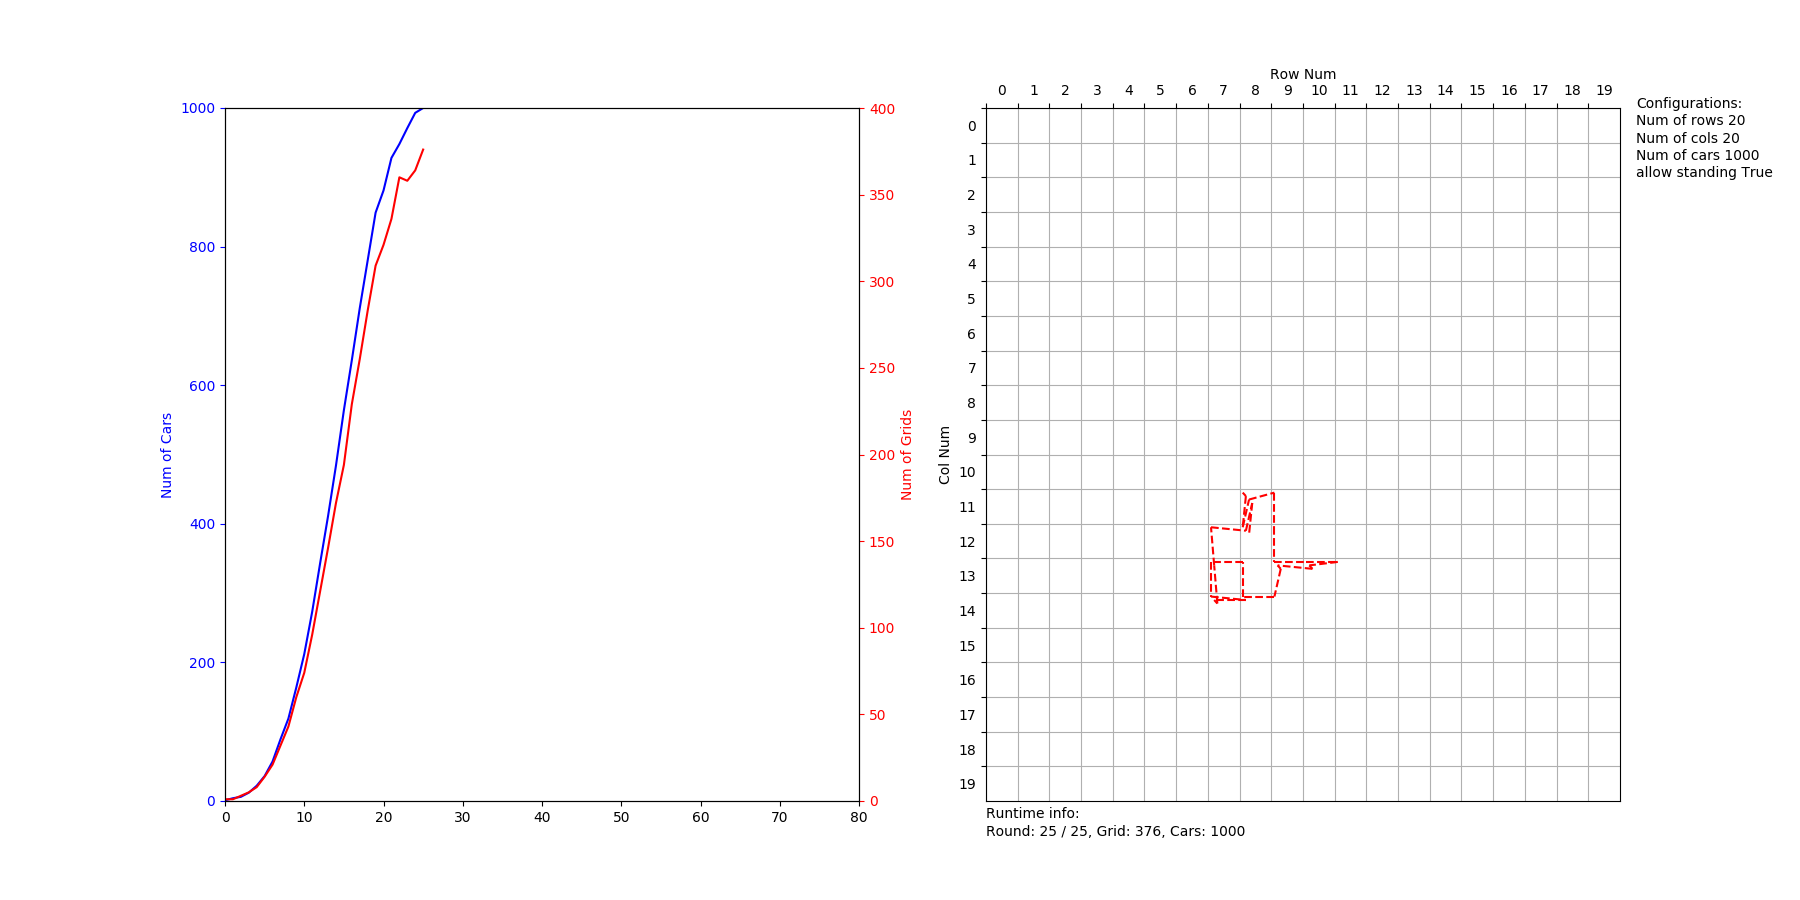 1000
800
600
400
200
0
Num of Cars
0 10 20 30 40 50 60 70 80
400
350
300
250
200
150
100
50
0
Num of Grids
Row Num
0 1 2 3 4 5 6 7 8 9 10 11 12 13 14 15 16 17 18 19
Col Num
0
1
2
3
4
5
6
7
8
9
10
11
12
13
14
15
16
17
18
19
Configurations:
Num of rows 20
Num of cols 20
Num of cars 1000
allow standing True
Runtime info:
Round: 25 / 25, Grid: 376, Cars: 1000